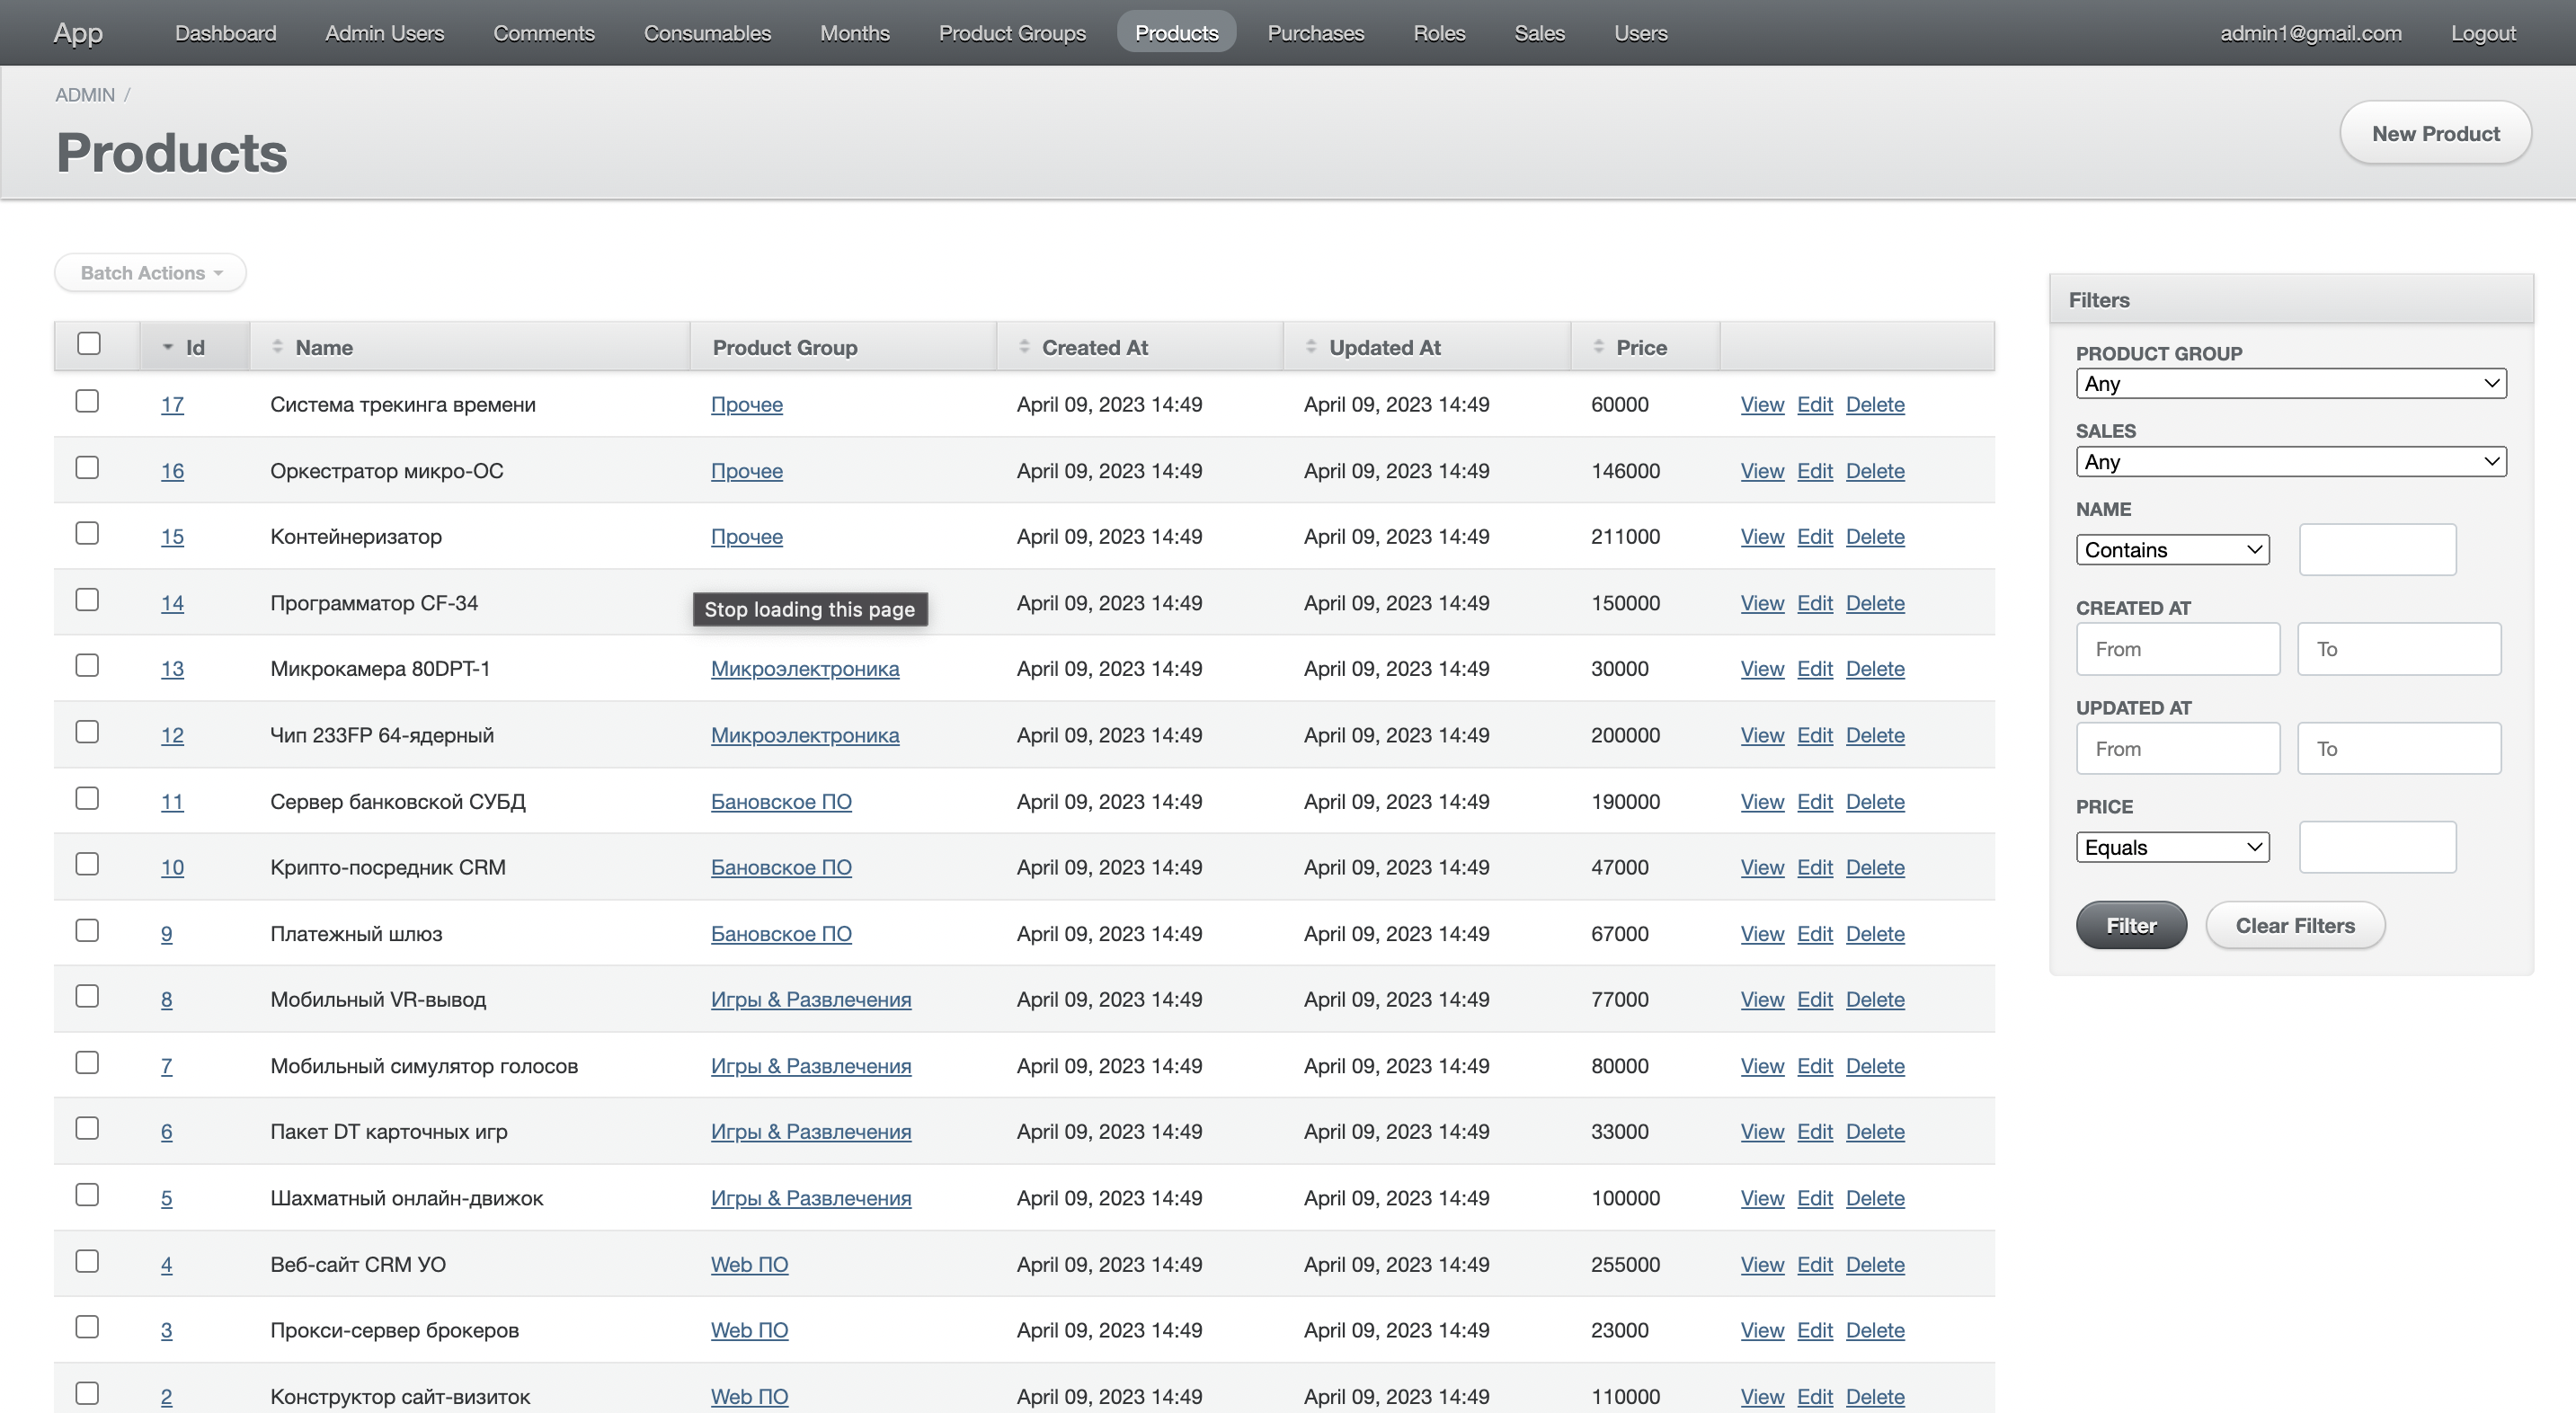 App Dashboard Admin Users Comments Consumables Months Product Groups Products Purchases Roles Sales Users admin1@gmail.com Logout
ADMIN /
Products
New Product
Batch Actions
Id Name Product Group Created At Updated At Price
17 Система трекинга времени Прочее April 09, 2023 14:49 April 09, 2023 14:49 60000 View Edit Delete
16 Оркестратор микро-ОС Прочее April 09, 2023 14:49 April 09, 2023 14:49 146000 View Edit Delete
15 Контейнеризатор Прочее April 09, 2023 14:49 April 09, 2023 14:49 211000 View Edit Delete
14 Программатор CF-34 Stop loading this page April 09, 2023 14:49 April 09, 2023 14:49 150000 View Edit Delete
13 Микрокамера 80DPT-1 Микроэлектроника April 09, 2023 14:49 April 09, 2023 14:49 30000 View Edit Delete
12 Чип 233FP 64-ядерный Микроэлектроника April 09, 2023 14:49 April 09, 2023 14:49 200000 View Edit Delete
11 Сервер банковской СУБД Бановское ПО April 09, 2023 14:49 April 09, 2023 14:49 190000 View Edit Delete
10 Крипто-посредник CRM Бановское ПО April 09, 2023 14:49 April 09, 2023 14:49 47000 View Edit Delete
9 Платежный шлюз Бановское ПО April 09, 2023 14:49 April 09, 2023 14:49 67000 View Edit Delete
8 Мобильный VR-вывод Игры & Развлечения April 09, 2023 14:49 April 09, 2023 14:49 77000 View Edit Delete
7 Мобильный симулятор голосов Игры & Развлечения April 09, 2023 14:49 April 09, 2023 14:49 80000 View Edit Delete
6 Пакет DT карточных игр Игры & Развлечения April 09, 2023 14:49 April 09, 2023 14:49 33000 View Edit Delete
5 Шахматный онлайн-движок Игры & Развлечения April 09, 2023 14:49 April 09, 2023 14:49 100000 View Edit Delete
4 Веб-сайт CRM УО Web ПО April 09, 2023 14:49 April 09, 2023 14:49 255000 View Edit Delete
3 Прокси-сервер брокеров Web ПО April 09, 2023 14:49 April 09, 2023 14:49 23000 View Edit Delete
2 Конструктор сайт-визиток Web ПО April 09, 2023 14:49 April 09, 2023 14:49 110000 View Edit Delete
Filters
PRODUCT GROUP
Any
SALES
Any
NAME
Contains
CREATED AT
From To
UPDATED AT
From To
PRICE
Equals
Filter Clear Filters